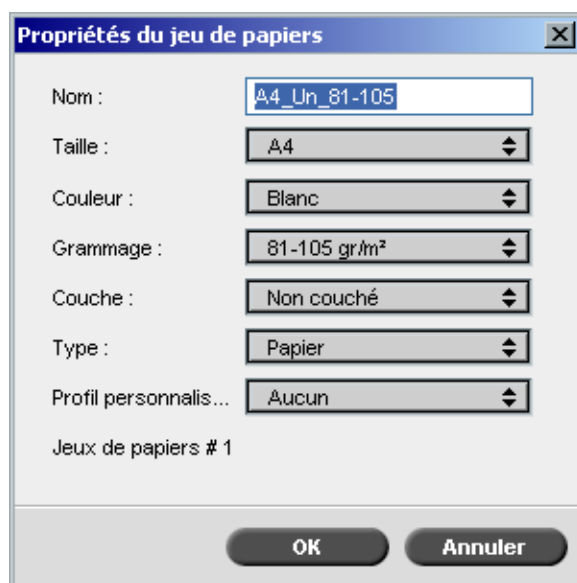 Propriétés du jeu de papiers
Nom : A4_Un_81-105
Taille : A4
Couleur : Blanc
Grammage : 81-105 gr/m²
Couche : Non couché
Type : Papier
Profil personnalis... Aucun
Jeux de papiers # 1
OK Annuler